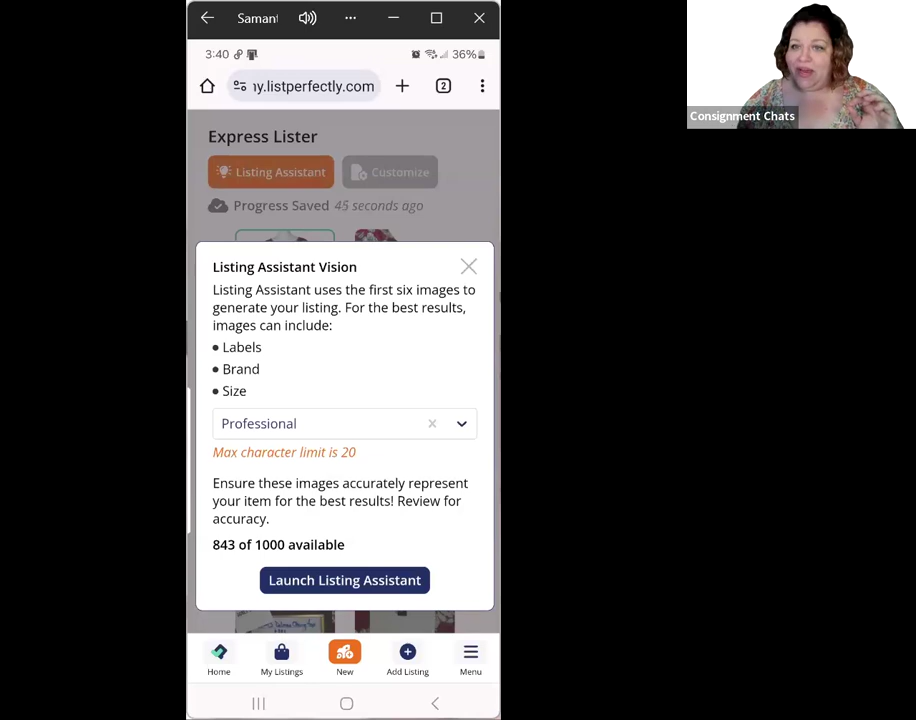 Samant
3:40
36%
ıy.listperfectly.com
2
Express Lister
Listing Assistant
Customize
Progress Saved 45 seconds ago
Listing Assistant Vision
Listing Assistant uses the first six images to
generate your listing. For the best results,
images can include:
• Labels
• Brand
• Size
Professional
Max character limit is 20
Ensure these images accurately represent
your item for the best results! Review for
accuracy.
843 of 1000 available
Launch Listing Assistant
Home
My Listings
New
Add Listing
Menu
Consignment Chats